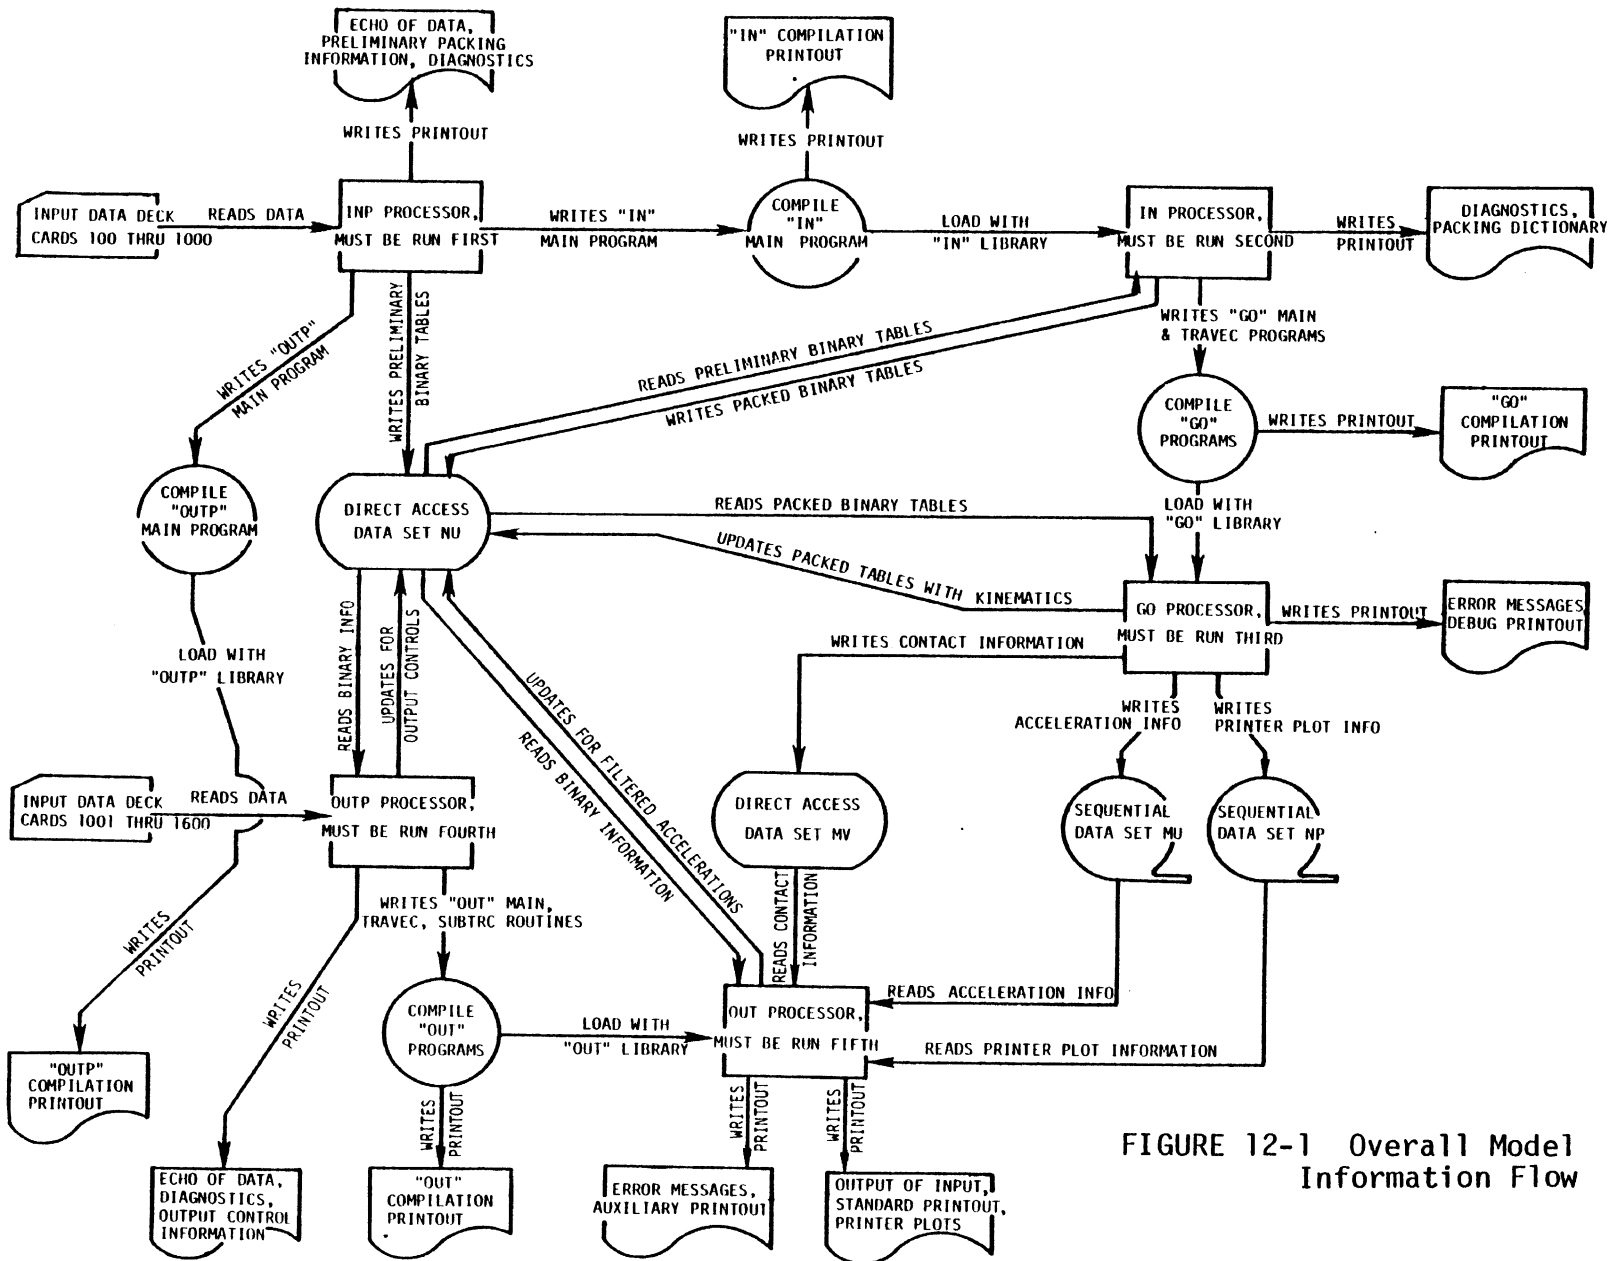 ECHO OF DATA,
PRELIMINARY PACKING
INFORMATION, DIAGNOSTICS
"IN" COMPILATION
PRINTOUT
WRITES PRINTOUT
WRITES PRINTOUT
INPUT DATA DECK
CARDS 100 THRU 1000
READS DATA
INP PROCESSOR,
MUST BE RUN FIRST
WRITES "IN"
MAIN PROGRAM
COMPILE
"IN"
MAIN PROGRAM
LOAD WITH
"IN" LIBRARY
IN PROCESSOR,
MUST BE RUN SECOND
WRITES
PRINTOUT
DIAGNOSTICS,
PACKING DICTIONARY
WRITES "OUTP"
MAIN PROGRAM
WRITES PRELIMINARY
BINARY TABLES
READS PRELIMINARY BINARY TABLES
WRITES PACKED BINARY TABLES
WRITES "GO" MAIN
& TRAVEC PROGRAMS
COMPILE
"GO"
PROGRAMS
WRITES PRINTOUT
"GO"
COMPILATION
PRINTOUT
COMPILE
"OUTP"
MAIN PROGRAM
DIRECT ACCESS
DATA SET NU
READS PACKED BINARY TABLES
LOAD WITH
"GO" LIBRARY
UPDATES PACKED TABLES WITH KINEMATICS
GO PROCESSOR,
MUST BE RUN THIRD
WRITES PRINTOUT
ERROR MESSAGES
DEBUG PRINTOUT
LOAD WITH
"OUTP" LIBRARY
READS BINARY INFO
UPDATES FOR
OUTPUT CONTROLS
UPDATES FOR FILTERED ACCELERATIONS
READS BINARY INFORMATION
WRITES CONTACT INFORMATION
WRITES
ACCELERATION INFO
WRITES
PRINTER PLOT INFO
INPUT DATA DECK
CARDS 1001 THRU 1600
READS DATA
OUTP PROCESSOR,
MUST BE RUN FOURTH
DIRECT ACCESS
DATA SET MV
SEQUENTIAL
DATA SET MU
SEQUENTIAL
DATA SET NP
WRITES
PRINTOUT
WRITES
PRINTOUT
WRITES "OUT" MAIN,
TRAVEC, SUBTRC ROUTINES
READS CONTACT
INFORMATION
COMPILE
"OUT"
PROGRAMS
LOAD WITH
"OUT" LIBRARY
OUT PROCESSOR,
MUST BE RUN FIFTH
READS ACCELERATION INFO
READS PRINTER PLOT INFORMATION
"OUTP"
COMPILATION
PRINTOUT
WRITES
PRINTOUT
WRITES
PRINTOUT
WRITES
PRINTOUT
ECHO OF DATA,
DIAGNOSTICS,
OUTPUT CONTROL
INFORMATION
"OUT"
COMPILATION
PRINTOUT
ERROR MESSAGES,
AUXILIARY PRINTOUT
OUTPUT OF INPUT,
STANDARD PRINTOUT,
PRINTER PLOTS
FIGURE 12-1 Overall Model
Information Flow